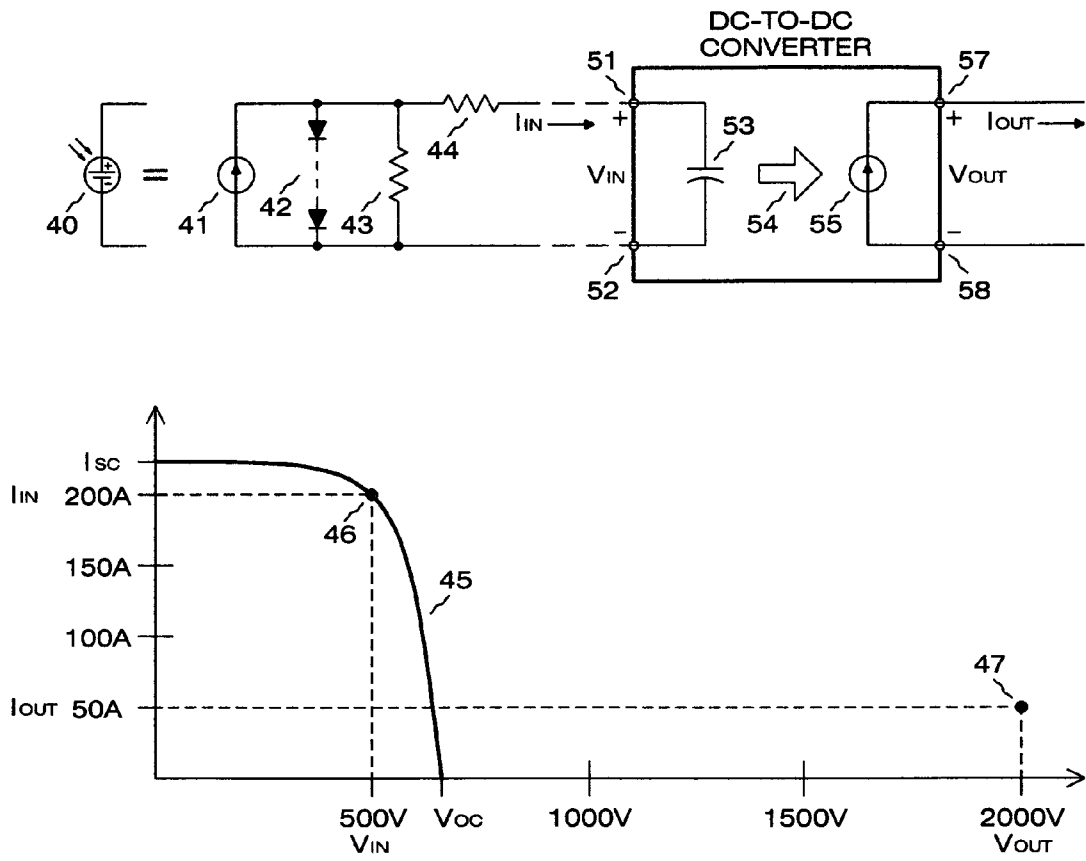 DC-TO-DC
CONVERTER
51
57
+
IIN
+
IOUT
+
-
40
=
41
42
43
44
53
VIN
54
55
VOUT
-
-
52
58
ISC
IIN 200A
46
150A
45
100A
47
IOUT 50A
500V VOC 1000V 1500V 2000V
VIN VOUT